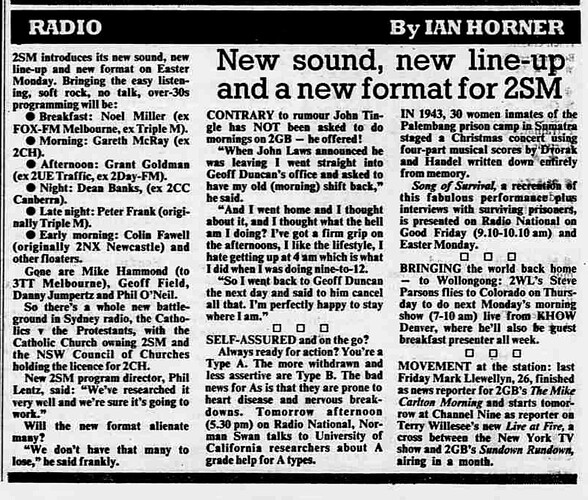 RADIO
By IAN HORNER
New sound, new line-up
and a new format for 2SM
2SM introduces its new sound, new
line-up and new format on Easter
Monday. Bringing the easy listen-
ing, soft rock, no talk, over-30s
programming will be:
● Breakfast: Noel Miller (ex
FOX-FM Melbourne, ex Triple M).
● Morning: Gareth McRay (ex
2CH).
● Afternoon: Grant Goldman
(ex 2UE Traffic, ex 2Day-FM).
● Night: Dean Banks, (ex 2CC
Canberra).
● Late night: Peter Frank (origi-
nally Triple M).
● Early morning: Colin Fawell
(originally 2NX Newcastle) and
other floaters.
Gone are Mike Hammond (to
3TT Melbourne), Geoff Field,
Danny Jumpertz and Phil O'Neil.
So there's a whole new battle-
ground in Sydney radio, the Catho-
lics v the Protestants, with the
Catholic Church owning 2SM and
the NSW Council of Churches
holding the licence for 2CH.
New 2SM program director, Phil
Lentz, said: "We've researched it
very well and we're sure it's going to
work."
Will the new format alienate
many?
"We don't have that many to
lose," he said frankly.
CONTRARY to rumour John Tin-
gle has NOT been asked to do
mornings on 2GB — he offered!
"When John Laws announced he
was leaving I went straight into
Geoff Duncan's office and asked to
have my old (morning) shift back,"
he said.
"And I went home and I thought
about it, and I thought what the hell
am I doing? I've got a firm grip on
the afternoons, I like the lifestyle, I
hate getting up at 4 am which is what
I did when I was doing nine-to-12.
"So I went back to Geoff Duncan
the next day and said to him cancel
all that. I'm perfectly to stay
where I am."
□ □ □
SELF-ASSURED and on the go?
Always ready for action? You're a
Type A. The more withdrawn and
less assertive are Type B. The bad
news for As is that they are prone to
heart disease and nervous break-
downs. Tomorrow afternoon
(5.30 pm) on Radio National, Nor-
man Swan talks to University of
California researchers about A
grade help for A types.
IN 1943, 30 women inmates of the
Palembang prison camp in Sumatra
staged a Christmas concert using
four-part musical scores by Dvorak
and Handel written down entirely
from memory.
Song of Survival, a recreation of
this fabulous performance plus
interviews with surviving prisoners,
is presented on Radio National on
Good Friday (9.10-10.10 am) and
Easter Monday.
□ □ □
BRINGING the world back home
- to Wollongong: 2WL's Steve
Parsons flies to Colorado on Thurs-
day to do next Monday's morning
show (7-10 am) live from KHOW
Denver, where he'll also be guest
breakfast presenter all week.
□ □ □
MOVEMENT at the station: last
Friday Mark Llewellyn, 26, finished
as news reporter for 2GB's The Mike
Carlton Morning and starts tomor-
row at Channel Nine as reporter on
Terry Willesee's new Live at Five, a
cross between the New York TV
show and 2GB's Sundown Rundown,
airing in a month.